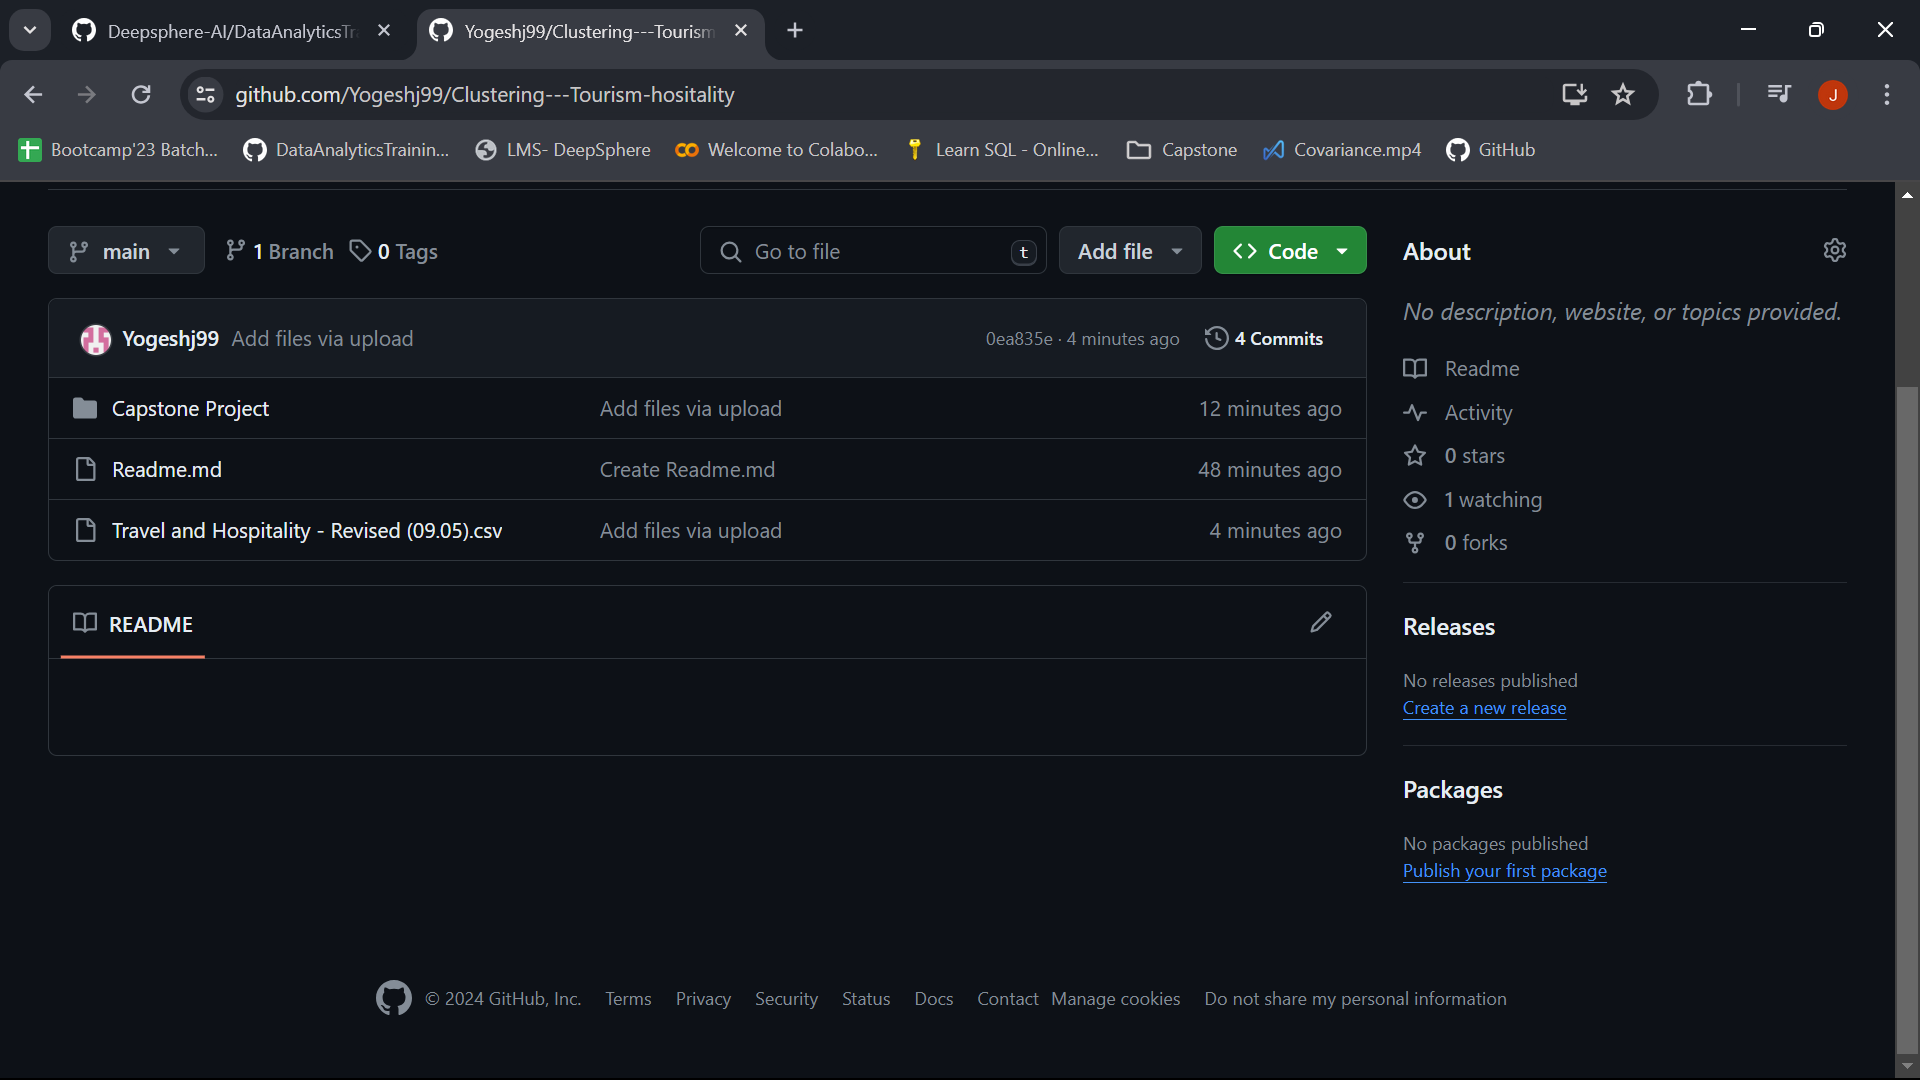 Deepsphere-AI/DataAnalyticsTr
Yogeshj99/Clustering---Tourism
github.com/Yogeshj99/Clustering---Tourism-hositality
J
Bootcamp'23 Batch...
DataAnalyticsTrainin...
LMS- DeepSphere
Welcome to Colabo...
Learn SQL - Online...
Capstone
Covariance.mp4
GitHub
main
1 Branch
0 Tags
Go to file
t
Add file
Code
Yogeshj99 Add files via upload
0ea835e · 4 minutes ago
4 Commits
Capstone Project Add files via upload 12 minutes ago
Readme.md Create Readme.md 48 minutes ago
Travel and Hospitality - Revised (09.05).csv Add files via upload 4 minutes ago
README
About
No description, website, or topics provided.
Readme
Activity
0 stars
1 watching
0 forks
Releases
No releases published
Create a new release
Packages
No packages published
Publish your first package
© 2024 GitHub, Inc. Terms Privacy Security Status Docs Contact Manage cookies Do not share my personal information